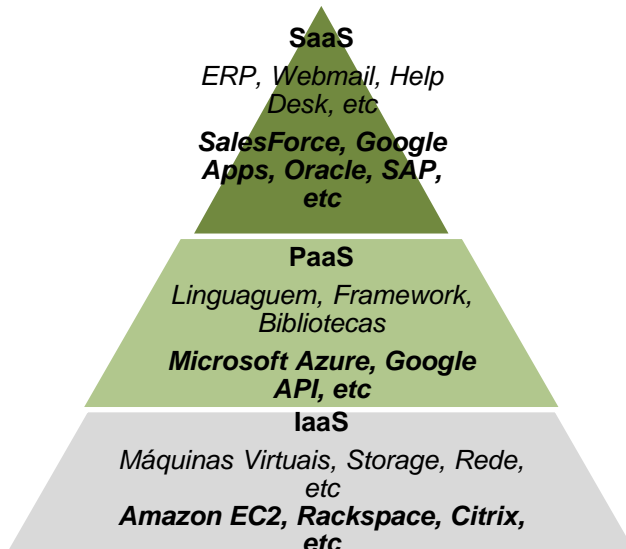 SaaS
ERP, Webmail, Help
Desk, etc
SalesForce, Google
Apps, Oracle, SAP,
etc
PaaS
Linguaguem, Framework,
Bibliotecas
Microsoft Azure, Google
API, etc
IaaS
Máquinas Virtuais, Storage, Rede,
etc
Amazon EC2, Rackspace, Citrix,
etc